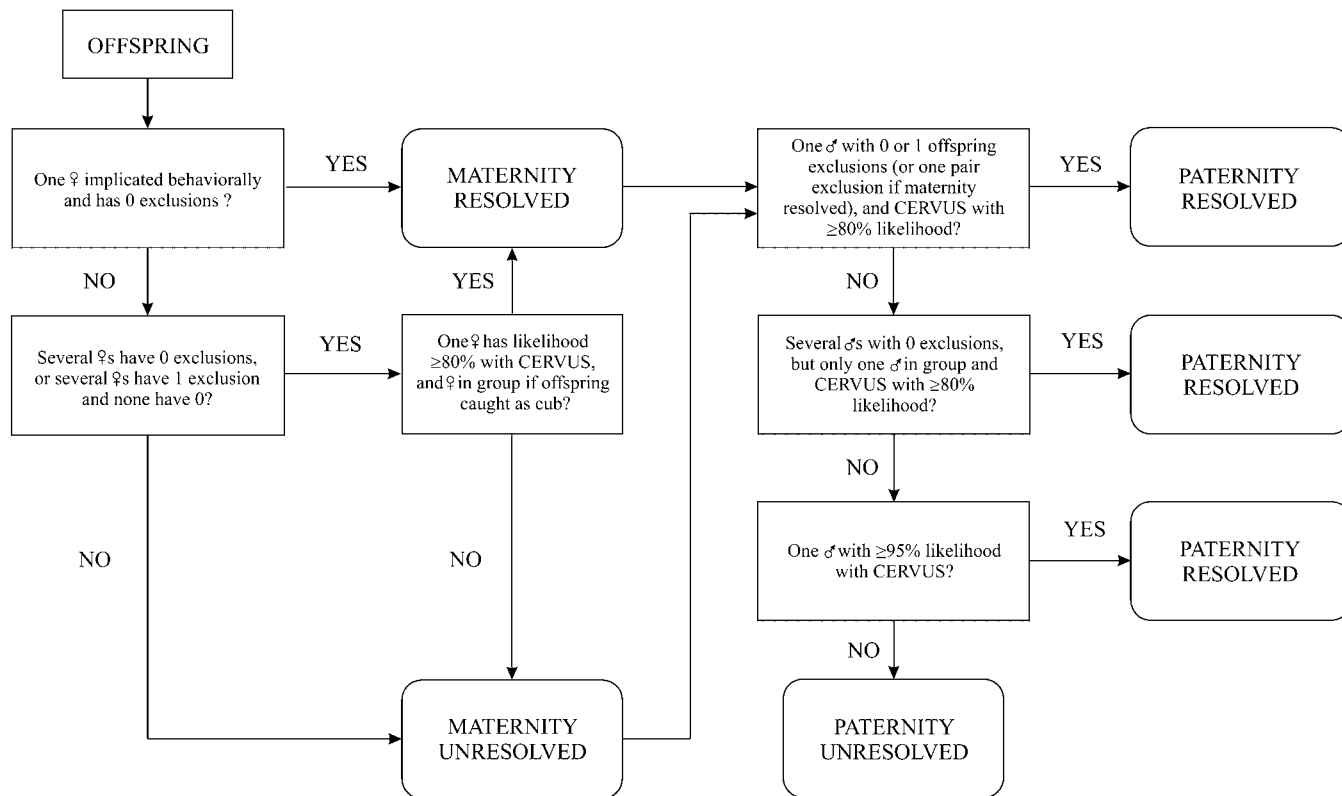 OFFSPRING
One ♀ implicated behaviorally
and has 0 exclusions ?
YES
MATERNITY
RESOLVED
One ♂ with 0 or 1 offspring
exclusions (or one pair
exclusion if maternity
resolved), and CERVUS with
≥80% likelihood?
YES
PATERNITY
RESOLVED
NO
YES
NO
Several ♀s have 0 exclusions,
or several ♀s have 1 exclusion
and none have 0?
YES
One ♀ has likelihood
≥80% with CERVUS,
and ♀ in group if offspring
caught as cub?
Several ♂s with 0 exclusions,
but only one ♂ in group and
CERVUS with ≥80%
likelihood?
YES
PATERNITY
RESOLVED
NO
NO
NO
One ♂ with ≥95% likelihood
with CERVUS?
YES
PATERNITY
RESOLVED
NO
MATERNITY
UNRESOLVED
PATERNITY
UNRESOLVED